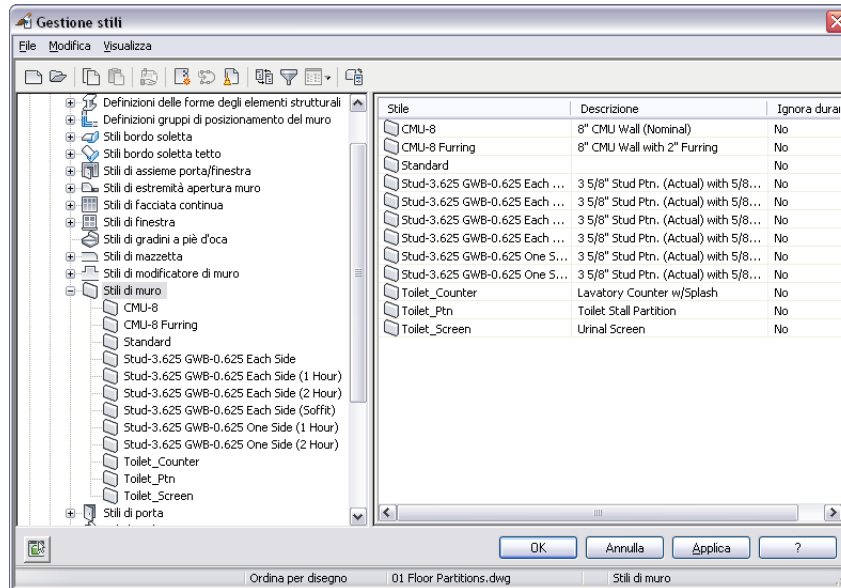 Gestione stili
File Modifica Visualizza
Definizioni delle forme degli elementi strutturali
Definizioni gruppi di posizionamento del muro
Stili bordo soletta
Stili bordo soletta tetto
Stili di assieme porta/finestra
Stili di estremità apertura muro
Stili di facciata continua
Stili di finestra
Stili di gradini a piè d'oca
Stili di mazzetta
Stili di modificatore di muro
Stili di muro
CMU-8
CMU-8 Furring
Standard
Stud-3.625 GWB-0.625 Each Side
Stud-3.625 GWB-0.625 Each Side (1 Hour)
Stud-3.625 GWB-0.625 Each Side (2 Hour)
Stud-3.625 GWB-0.625 Each Side (Soffit)
Stud-3.625 GWB-0.625 One Side (1 Hour)
Stud-3.625 GWB-0.625 One Side (2 Hour)
Toilet_Counter
Toilet_Ptn
Toilet_Screen
Stili di porta
Stile Descrizione Ignora durar
CMU-8 8" CMU Wall (Nominal) No
CMU-8 Furring 8" CMU Wall with 2" Furring No
Standard No
Stud-3.625 GWB-0.625 Each ... 3 5/8" Stud Ptn. (Actual) with 5/8... No
Stud-3.625 GWB-0.625 Each ... 3 5/8" Stud Ptn. (Actual) with 5/8... No
Stud-3.625 GWB-0.625 Each ... 3 5/8" Stud Ptn. (Actual) with 5/8... No
Stud-3.625 GWB-0.625 Each ... 3 5/8" Stud Ptn. (Actual) with 5/8... No
Stud-3.625 GWB-0.625 One S... 3 5/8" Stud Ptn. (Actual) with 5/8... No
Stud-3.625 GWB-0.625 One S... 3 5/8" Stud Ptn. (Actual) with 5/8... No
Toilet_Counter Lavatory Counter w/Splash No
Toilet_Ptn Toilet Stall Partition No
Toilet_Screen Urinal Screen No
OK Annulla Applica ?
Ordina per disegno 01 Floor Partitions.dwg Stili di muro